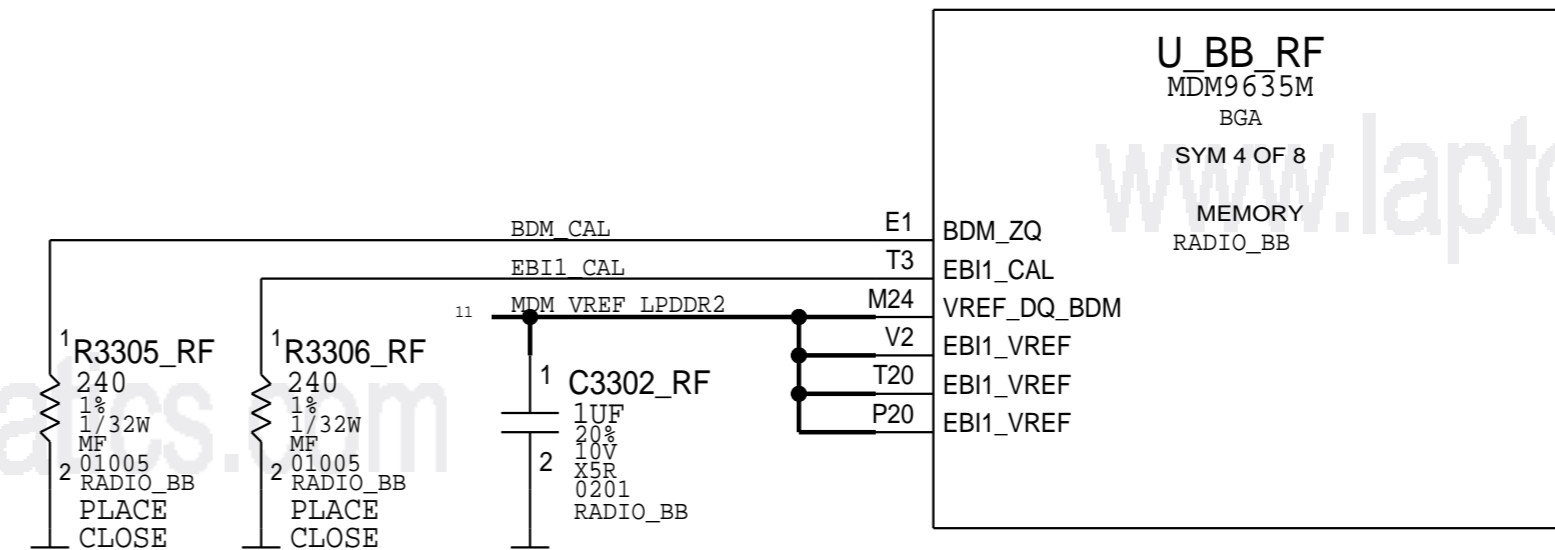 U_BB_RF
MDM9635M
BGA
SYM 4 OF 8
MEMORY
RADIO_BB
www.lapto
atics.com
BDM_CAL
E1
BDM_ZQ
EBI1_CAL
T3
EBI1_CAL
11
MDM_VREF_LPDDR2
M24
VREF_DQ_BDM
V2
EBI1_VREF
T20
EBI1_VREF
P20
EBI1_VREF
1
R3305_RF
240
1%
1/32W
MF
2
01005
RADIO_BB
PLACE
CLOSE
1
R3306_RF
240
1%
1/32W
MF
2
01005
RADIO_BB
PLACE
CLOSE
1
C3302_RF
1UF
20%
10V
2
X5R
0201
RADIO_BB